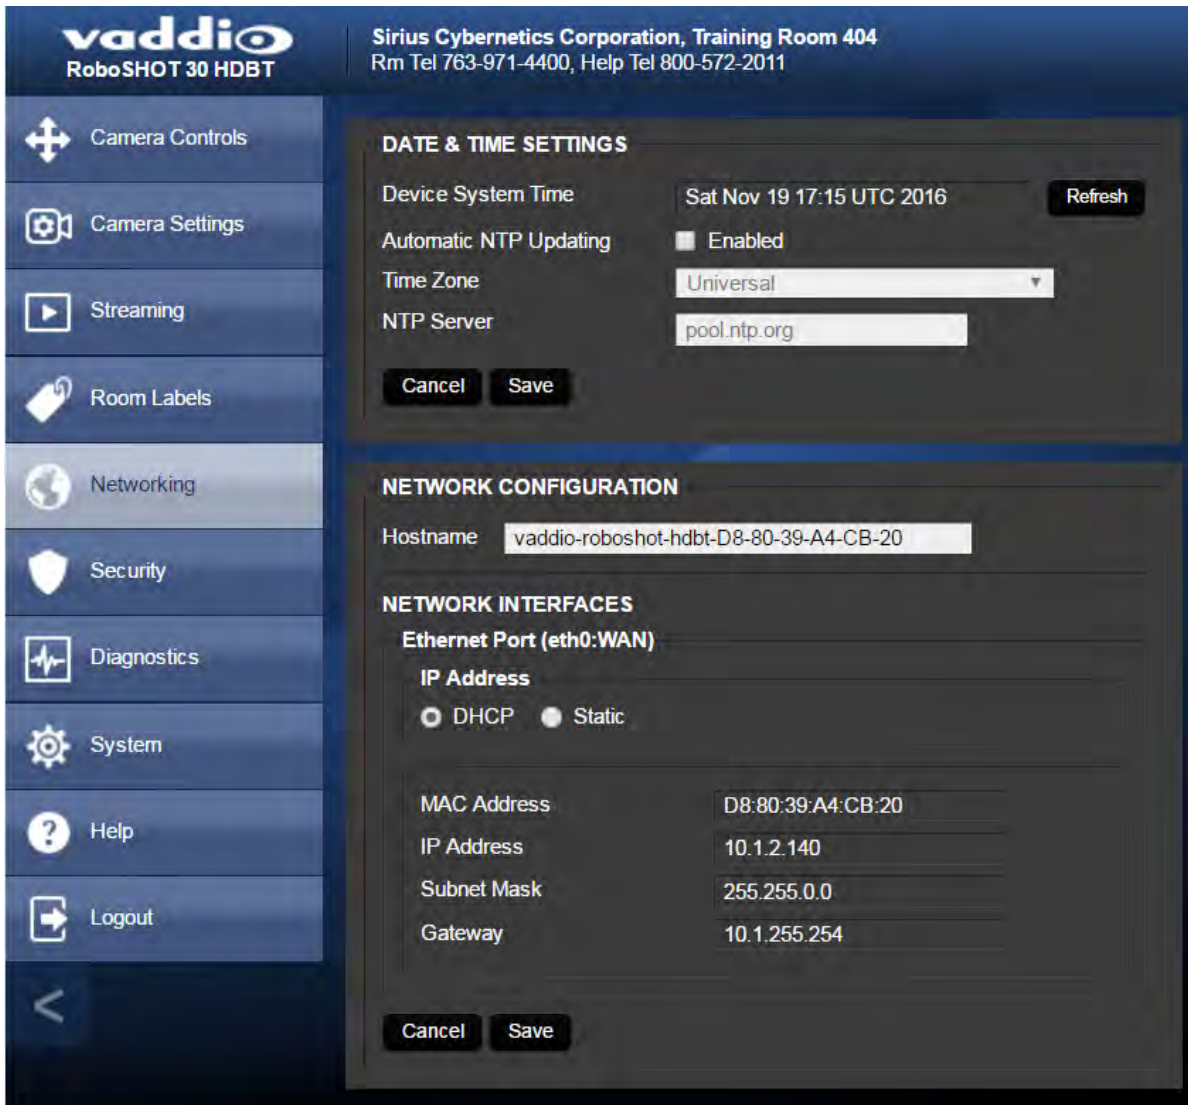 vaddio
RoboSHOT 30 HDBT
Sirius Cybernetics Corporation, Training Room 404
Rm Tel 763-971-4400, Help Tel 800-572-2011
Camera Controls
Camera Settings
Streaming
Room Labels
Networking
Security
Diagnostics
System
? Help
Logout
<
DATE & TIME SETTINGS
Device System Time Sat Nov 19 17:15 UTC 2016 Refresh
Automatic NTP Updating Enabled
Time Zone Universal
NTP Server pool.ntp.org
Cancel Save
NETWORK CONFIGURATION
Hostname vaddio-roboshot-hdbt-D8-80-39-A4-CB-20
NETWORK INTERFACES
Ethernet Port (eth0:WAN)
IP Address
DHCP Static
MAC Address D8:80:39:A4:CB:20
IP Address 10.1.2.140
Subnet Mask 255.255.0.0
Gateway 10.1.255.254
Cancel Save